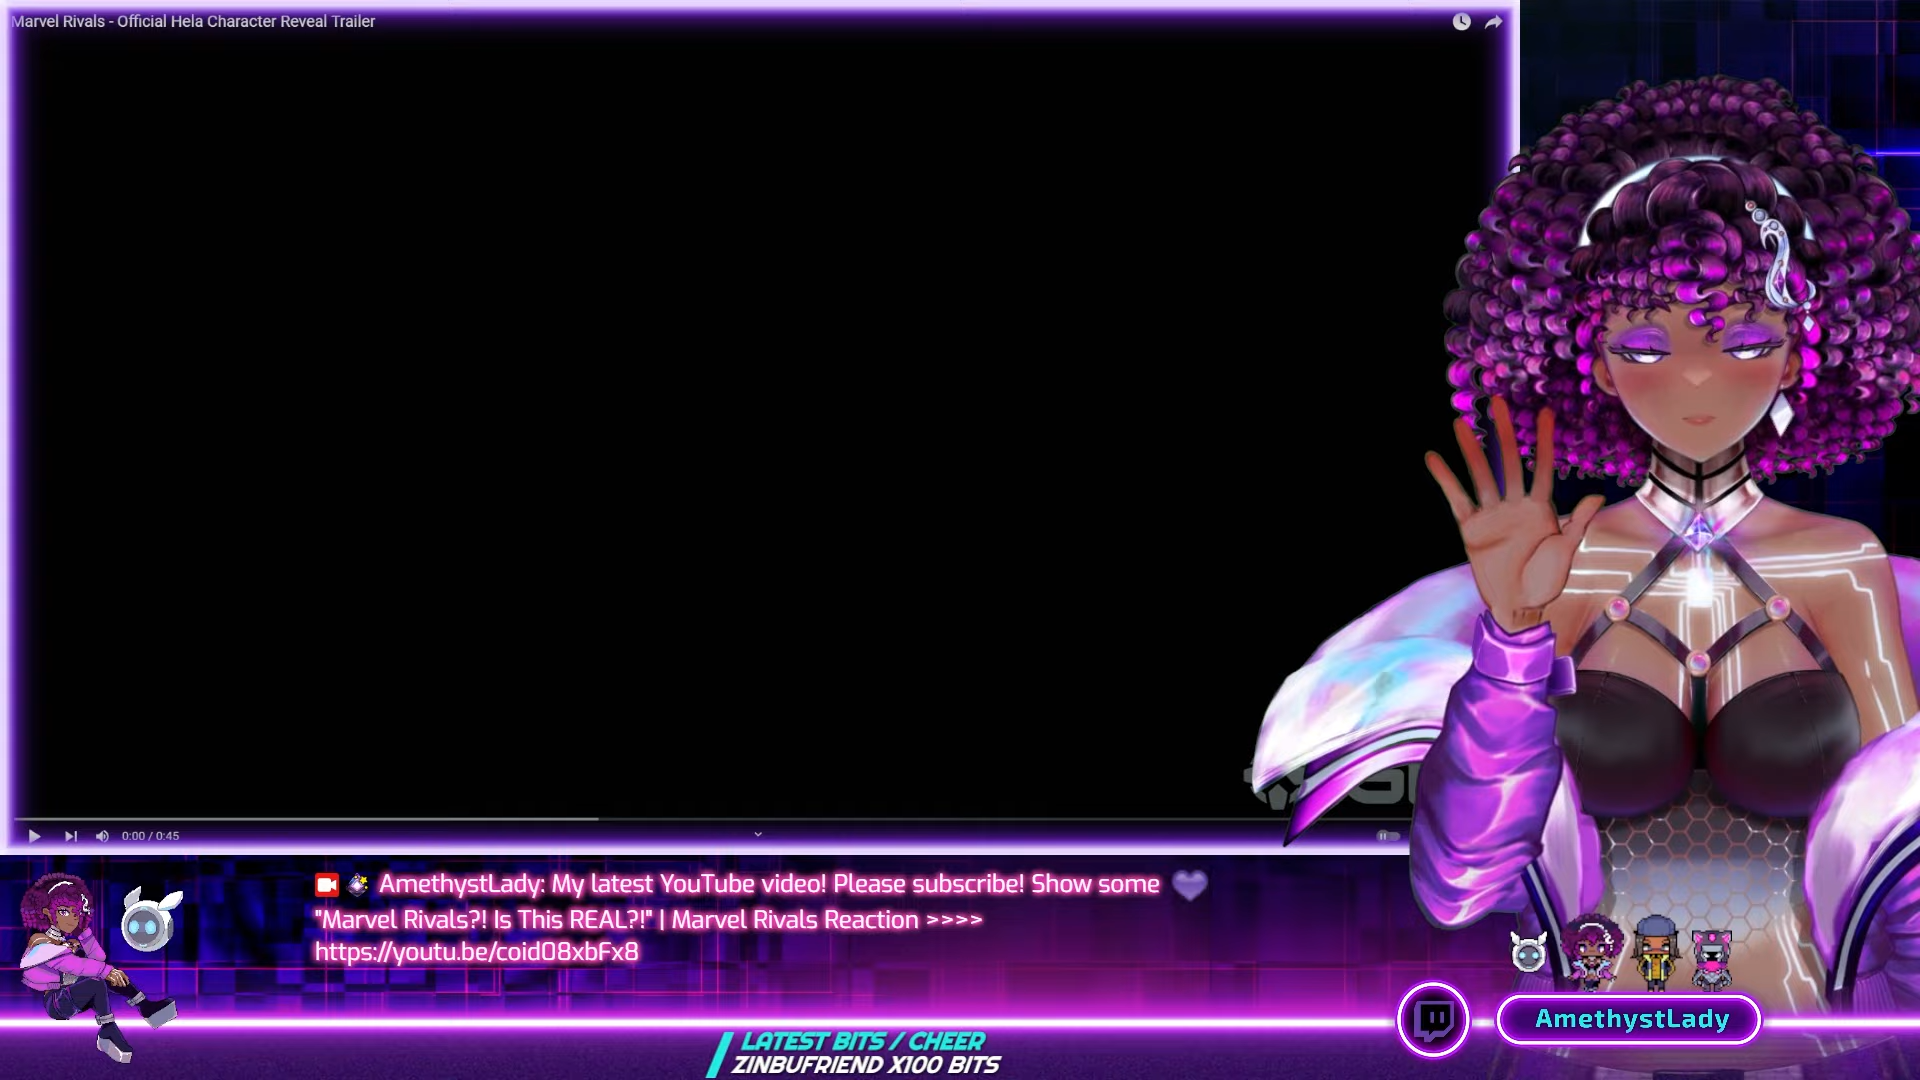 Marvel Rivals - Official Hela Character Reveal Trailer
0:00 / 0:45
AmethystLady: My latest YouTube video! Please subscribe! Show some
"Marvel Rivals?! Is This REAL?!" | Marvel Rivals Reaction >>>>
https://youtu.be/coid08xbFx8
AmethystLady
LATEST BITS / CHEER
ZINBUFRIEND X100 BITS